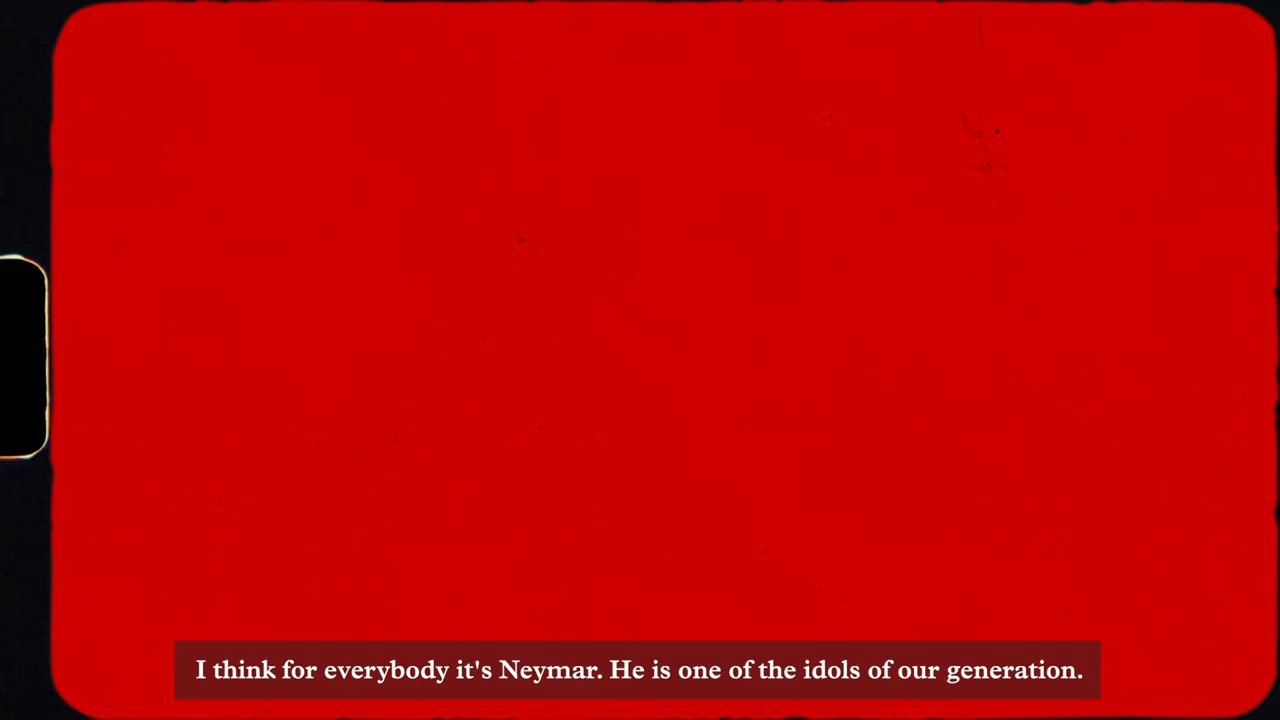 I think for everybody it's Neymar. He is one of the idols of our generation.